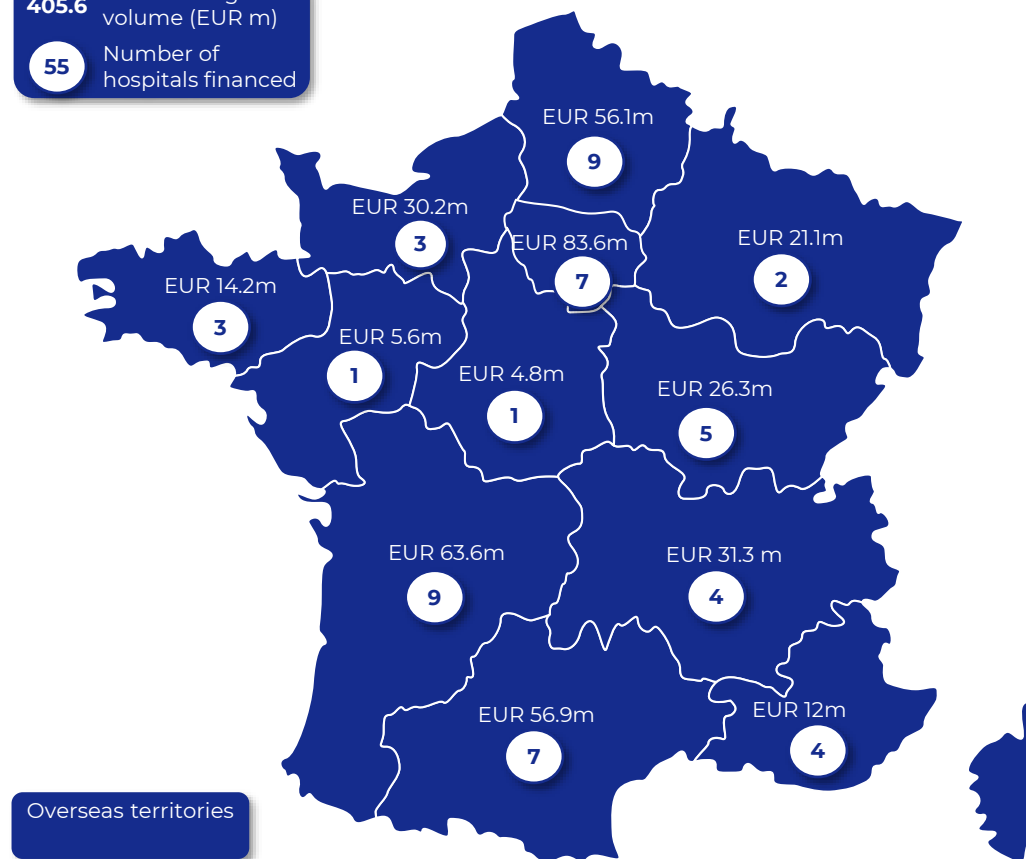 405.6
volume (EUR m)
55
Number of
hospitals financed
EUR 56.1m
9
EUR 30.2m
3
EUR 83.6m
7
EUR 21.1m
2
EUR 14.2m
3
EUR 5.6m
1
EUR 4.8m
1
EUR 26.3m
5
EUR 63.6m
9
EUR 31.3 m
4
EUR 56.9m
7
EUR 12m
4
Overseas territories